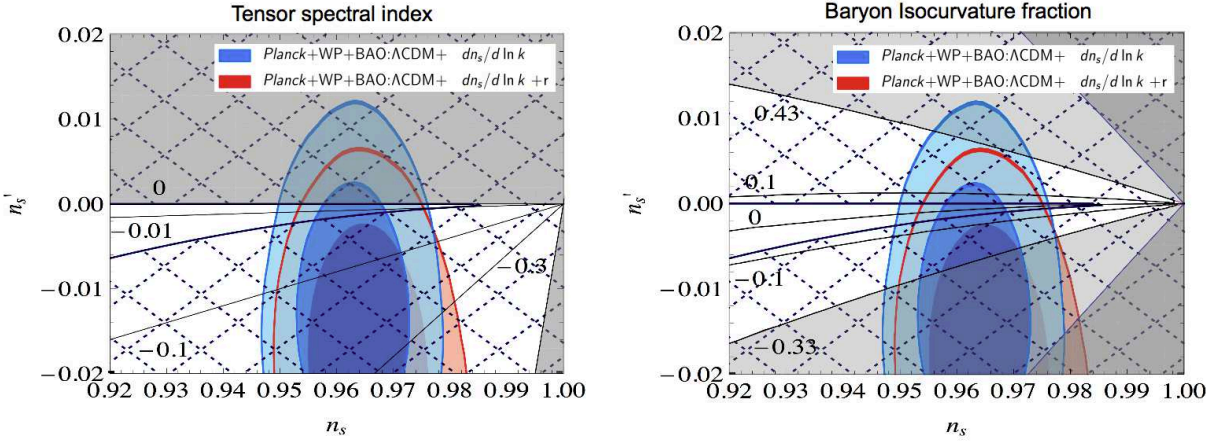 Tensor spectral index
0.02
0.01
0.00
−0.01
−0.02
n_s'
Planck+WP+BAO:ΛCDM+ dn_s/d ln k
Planck+WP+BAO:ΛCDM+ dn_s/d ln k +r
0
−0.01
−0.3
−0.1
0.92 0.93 0.94 0.95 0.96 0.97 0.98 0.99 1.00
n_s
Baryon Isocurvature fraction
0.02
0.01
0.00
−0.01
−0.02
n_s'
Planck+WP+BAO:ΛCDM+ dn_s/d ln k
Planck+WP+BAO:ΛCDM+ dn_s/d ln k +r
0.43
0.1
0
−0.1
−0.33
0.92 0.93 0.94 0.95 0.96 0.97 0.98 0.99 1.00
n_s